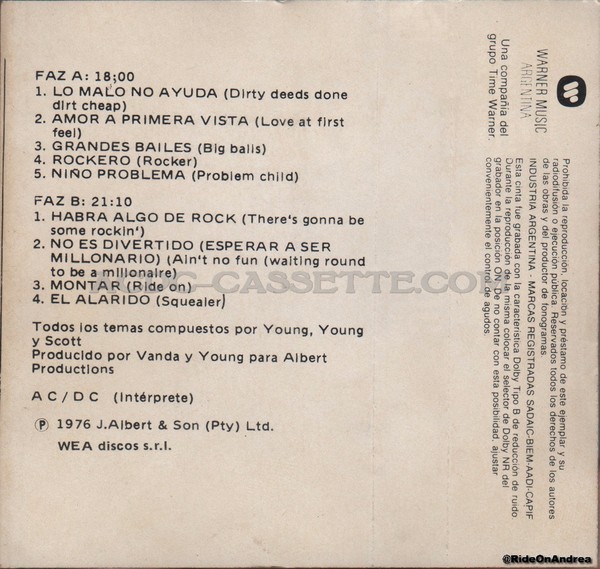 FAZ A: 18;00
1. LO MALO NO AYUDA (Dirty deeds done
dirt cheap)
2. AMOR A PRIMERA VISTA (Love at first
feel)
3. GRANDES BAILES (Big balls)
4. ROCKERO (Rocker)
5. NIÑO PROBLEMA (Problem child)
FAZ B: 21:10
1. HABRA ALGO DE ROCK (There's gonna be
some rockin')
2. NO ES DIVERTIDO (ESPERAR A SER
MILLONARIO) (Ain't no fun (waiting round
to be a millonaire)
3. MONTAR (Ride on)
4. EL ALARIDO (Squealer)
Todos los temas compuestos por Young, Young
y Scott
Producido por Vanda y Young para Albert
Productions
AC/DC (Intérprete)
℗ 1976 J.Albert & Son (Pty) Ltd.
WEA discos s.r.l.
WARNER MUSIC
ARGENTINA
Una compañía del
grupo Time Warner.
Prohibida la reproducción, locación y préstamo de este ejemplar y su
radiodifusión o ejecución pública. Reservados todos los derechos de los autores
de las obras y del productor de fonogramas.
INDUSTRIA ARGENTINA - MARCAS REGISTRADAS SADAIC-BIEM-AADI-CAPIF
Esta cinta fue grabada con la característica Dolby Tipo B de reducción de ruido.
Durante la reproducción de la misma colocar el selector de Dolby NR del
grabador en la posición ON. De no contar con esta posibilidad, ajustar
convenientemente el control de agudos.
-CASSETTE.COM
@RideOnAndrea